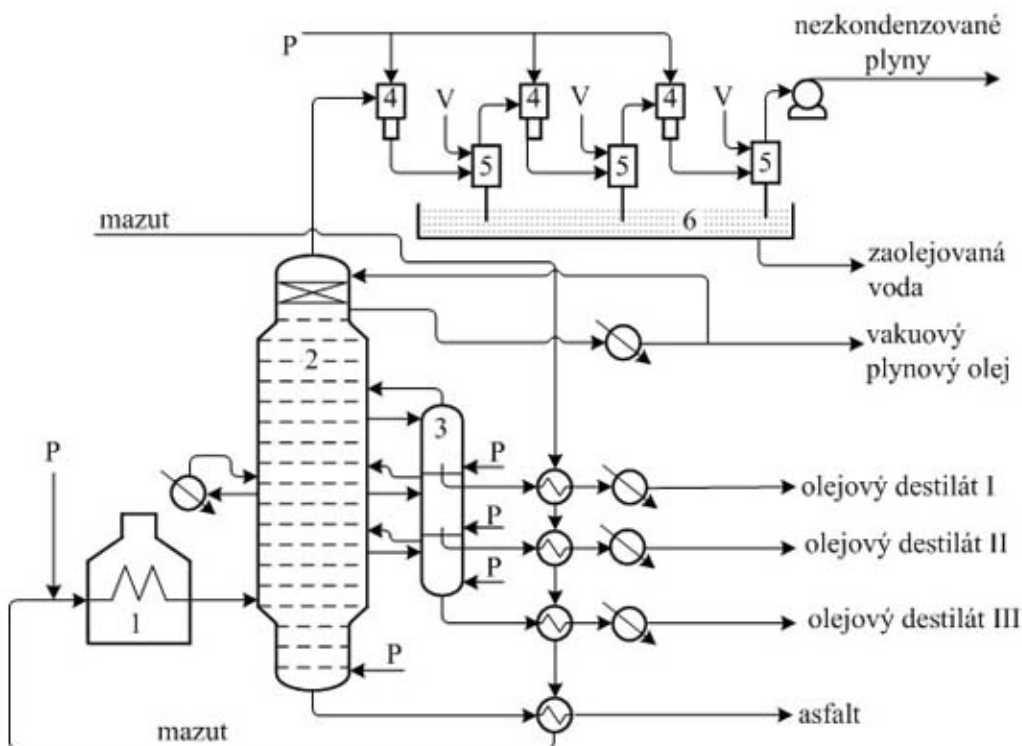 nezkondenzované
plyny
P
4
V
4
V
4
V
5
5
5
6
mazut
zaolejovaná
voda
2
vakuový
plynový olej
3
P
P
olejový destilát I
P
olejový destilát II
P
1
olejový destilát III
P
asfalt
mazut